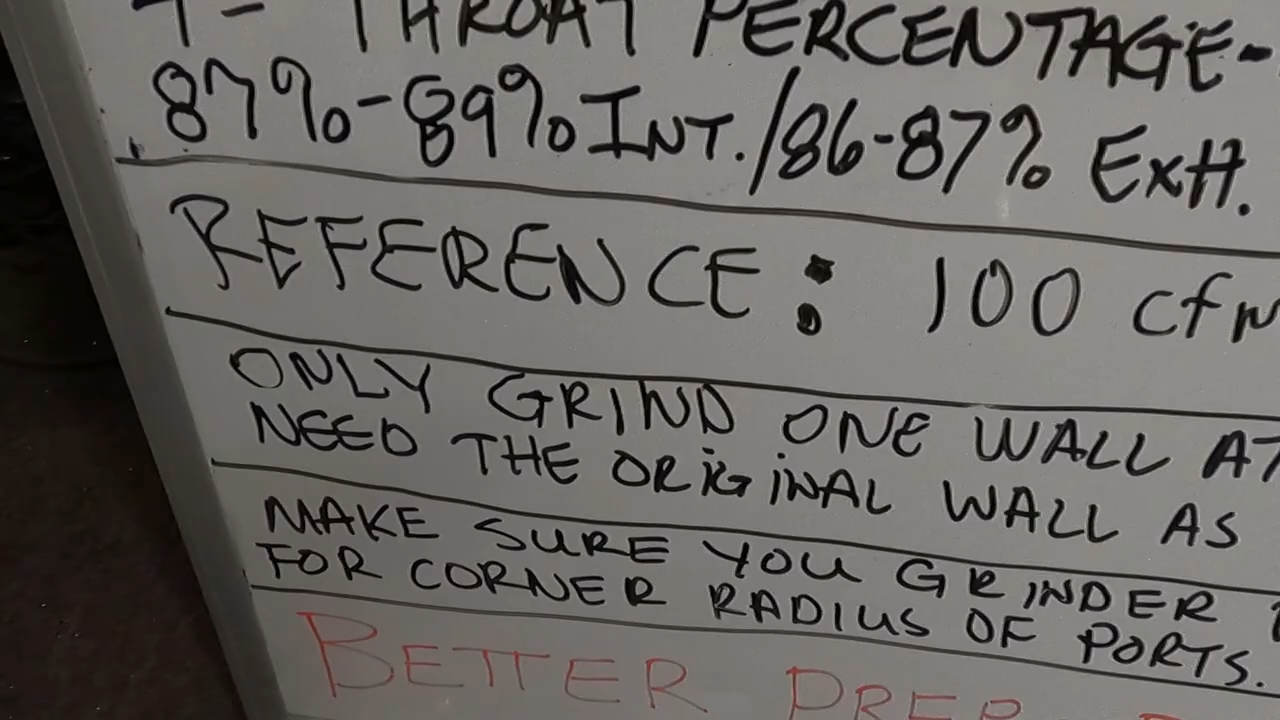 - THROAT PERCENTAGE-
87%-89% INT./86-87% EXH.
REFERENCE: 100 cfm
ONLY GRIND ONE WALL AT
NEED THE ORIGINAL WALL AS
MAKE SURE YOU GRINDER
FOR CORNER RADIUS OF PORTS.
BETTER PREP